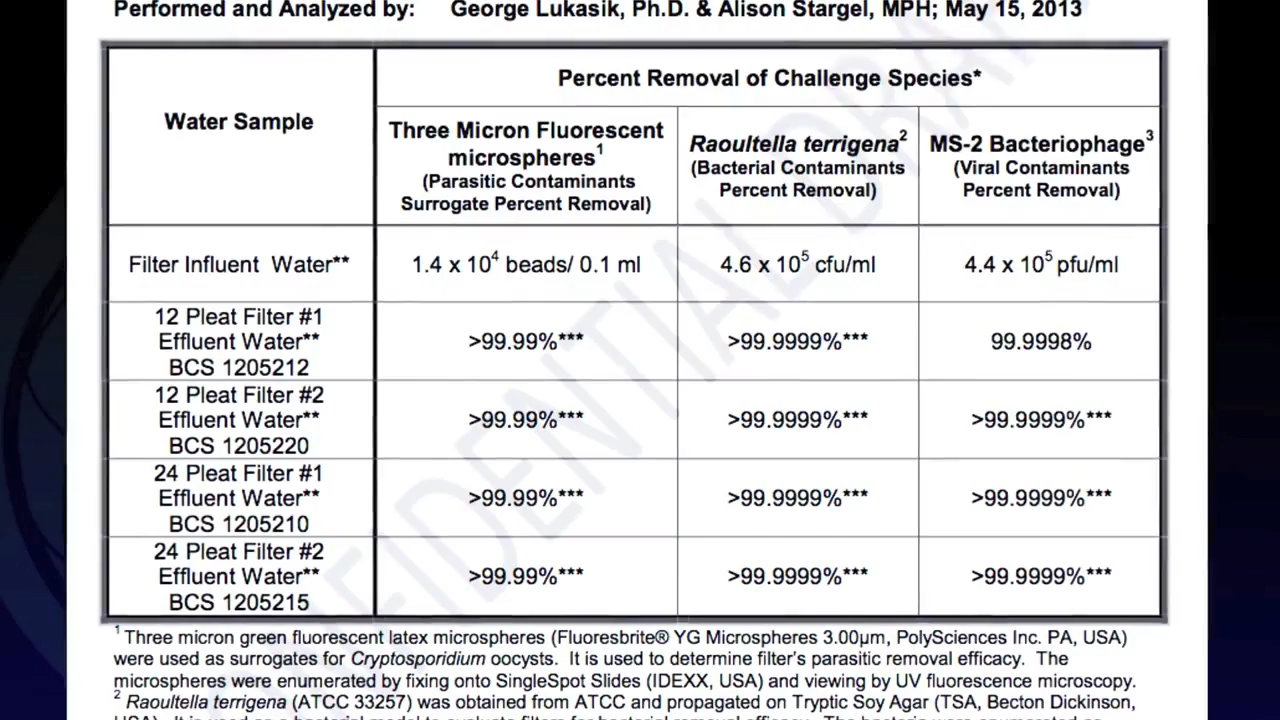 Performed and Analyzed by: George Lukasik, Ph.D. & Alison Stargel, MPH; May 15, 2013
Water Sample
Percent Removal of Challenge Species*
Three Micron Fluorescent
microspheres¹
(Parasitic Contaminants
Surrogate Percent Removal)
Raoultella terrigena²
(Bacterial Contaminants
Percent Removal)
MS-2 Bacteriophage³
(Viral Contaminants
Percent Removal)
Filter Influent Water**
1.4 x 10⁴ beads/ 0.1 ml
4.6 x 10⁵ cfu/ml
4.4 x 10⁵ pfu/ml
12 Pleat Filter #1
Effluent Water**
BCS 1205212
>99.99%***
>99.9999%***
99.9998%
12 Pleat Filter #2
Effluent Water**
BCS 1205220
>99.99%***
>99.9999%***
>99.9999%***
24 Pleat Filter #1
Effluent Water**
BCS 1205210
>99.99%***
>99.9999%***
>99.9999%***
24 Pleat Filter #2
Effluent Water**
BCS 1205215
>99.99%***
>99.9999%***
>99.9999%***
¹ Three micron green fluorescent latex microspheres (Fluoresbrite® YG Microspheres 3.00µm, PolySciences Inc. PA, USA)
were used as surrogates for Cryptosporidium oocysts. It is used to determine filter's parasitic removal efficacy. The
microspheres were enumerated by fixing onto SingleSpot Slides (IDEXX, USA) and viewing by UV fluorescence microscopy.
² Raoultella terrigena (ATCC 33257) was obtained from ATCC and propagated on Tryptic Soy Agar (TSA, Becton Dickinson,